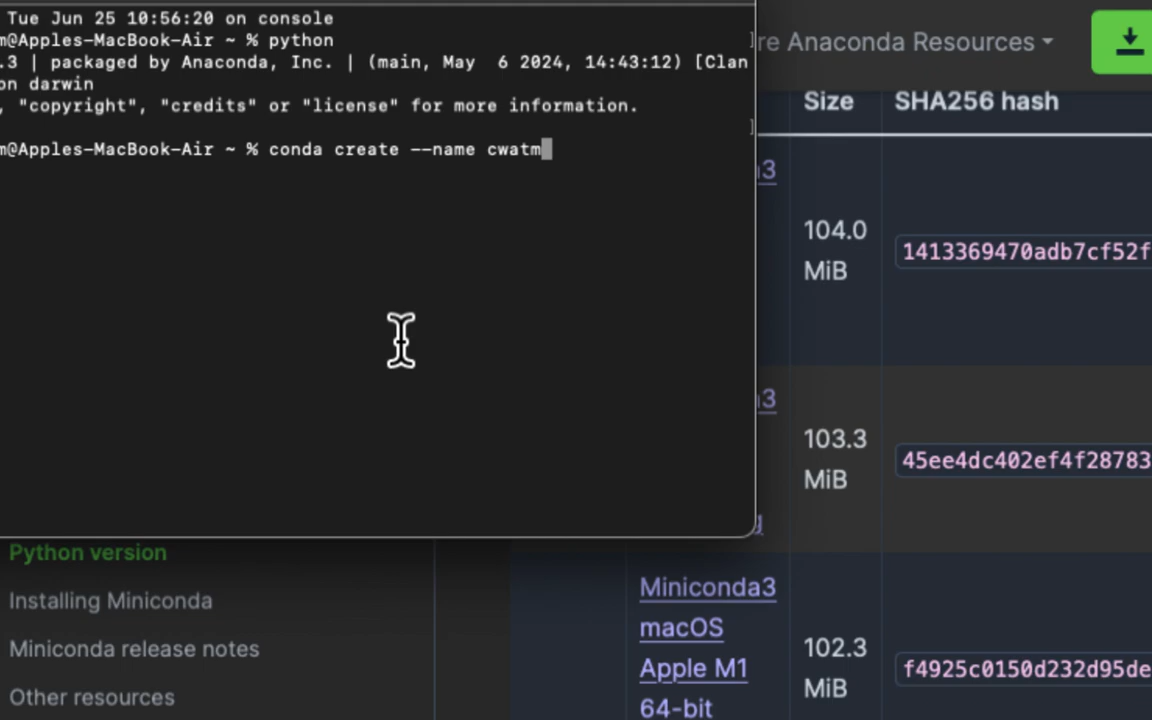 Tue Jun 25 10:56:20 on console
m@Apples-MacBook-Air ~ % python
.3 | packaged by Anaconda, Inc. | (main, May  6 2024, 14:43:12) [Clan
on darwin
, "copyright", "credits" or "license" for more information.
m@Apples-MacBook-Air ~ % conda create --name cwatm
re Anaconda Resources
Size SHA256 hash
13
104.0
MiB
1413369470adb7cf52f
13
103.3
MiB
45ee4dc402ef4f28783
Miniconda3
macOS
Apple M1
64-bit
102.3
MiB
f4925c0150d232d95de
Python version
Installing Miniconda
Miniconda release notes
Other resources